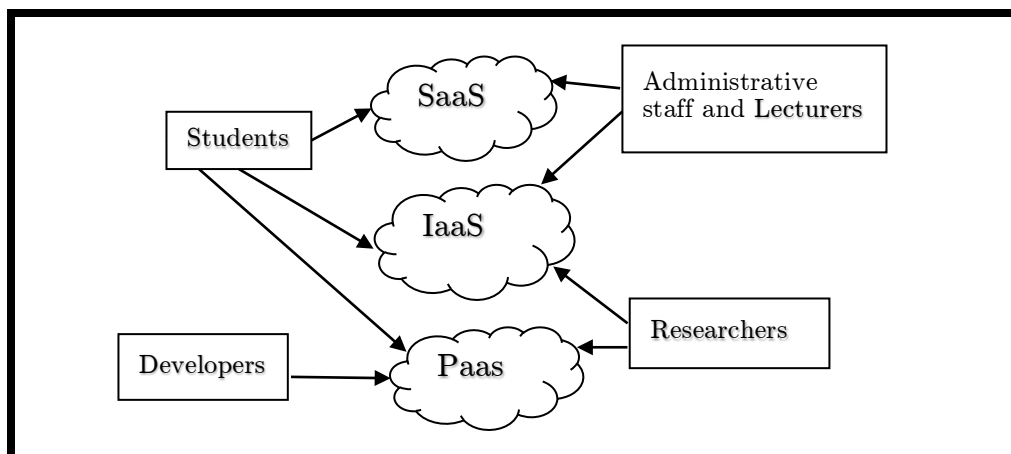 SaaS
Administrative
staff and Lecturers
Students
IaaS
Researchers
Developers
Paas